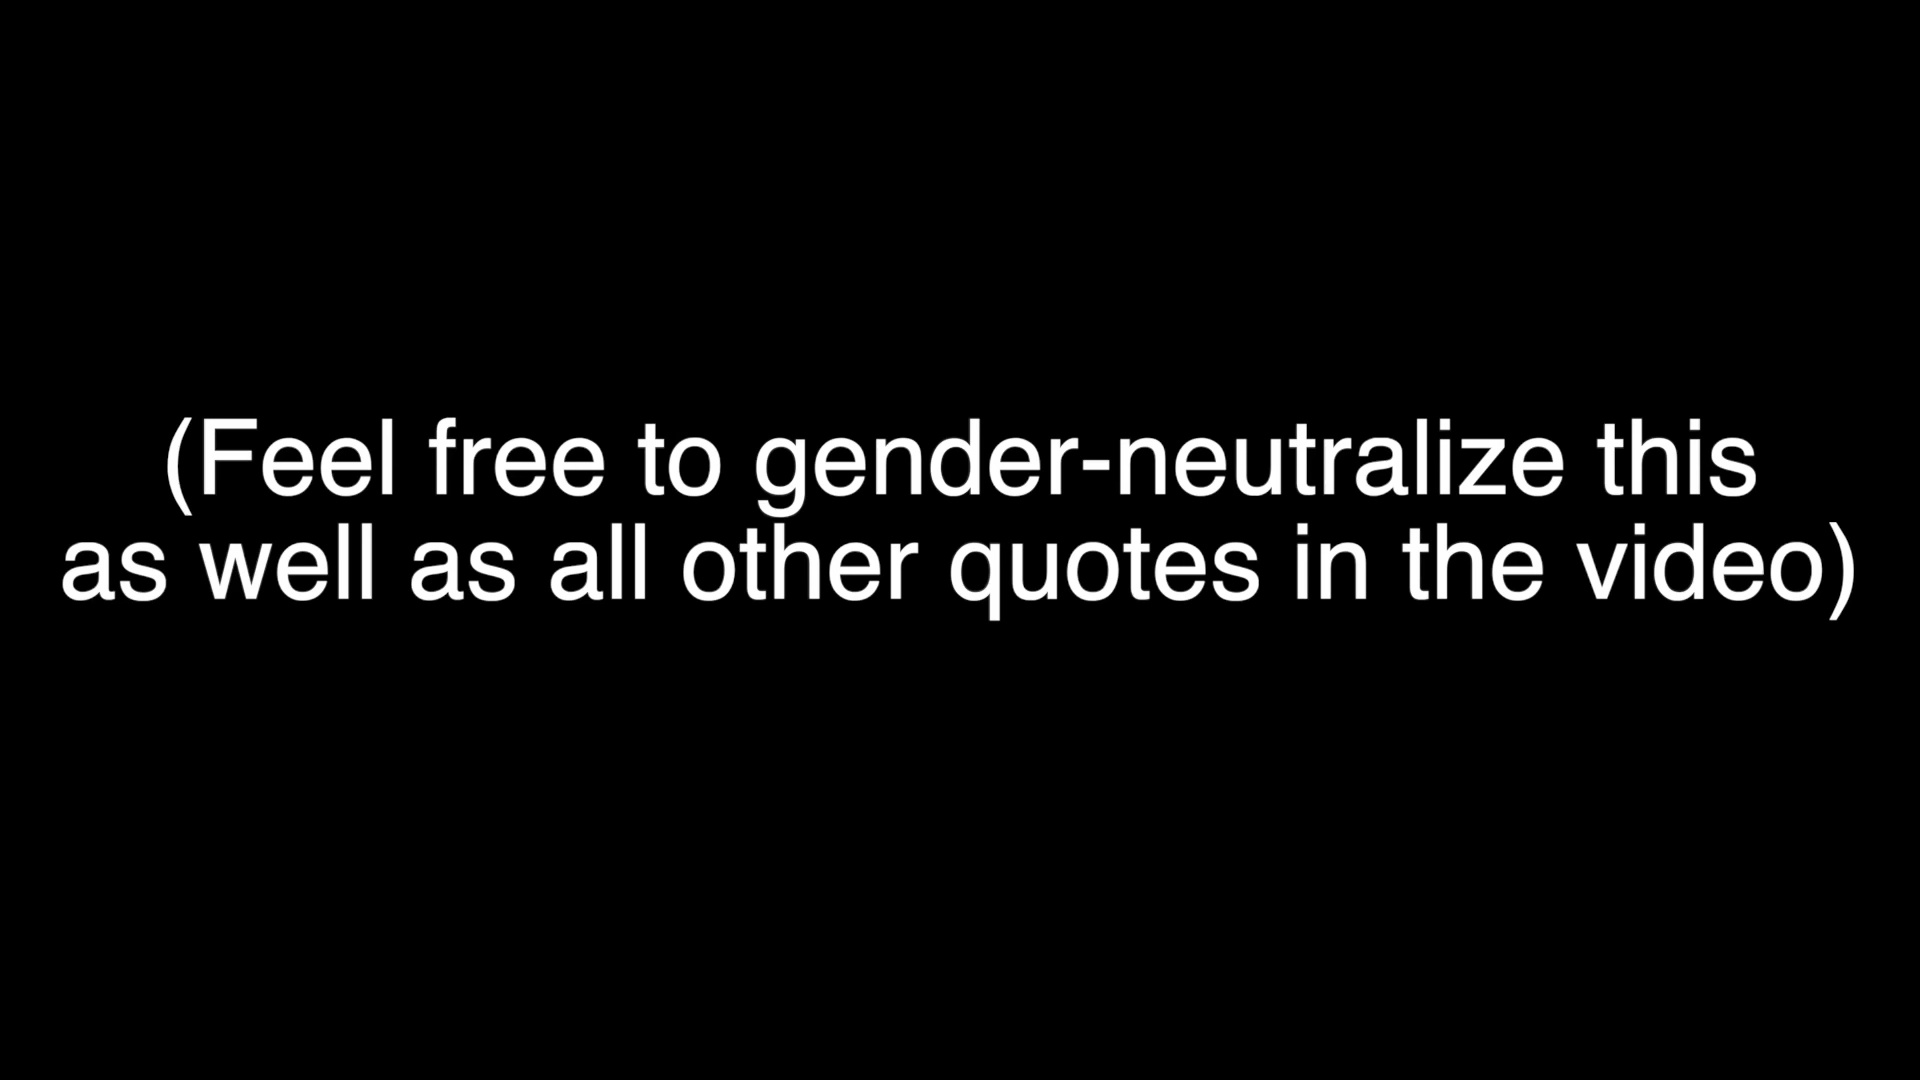 (Feel free to gender-neutralize this
as well as all other quotes in the video)